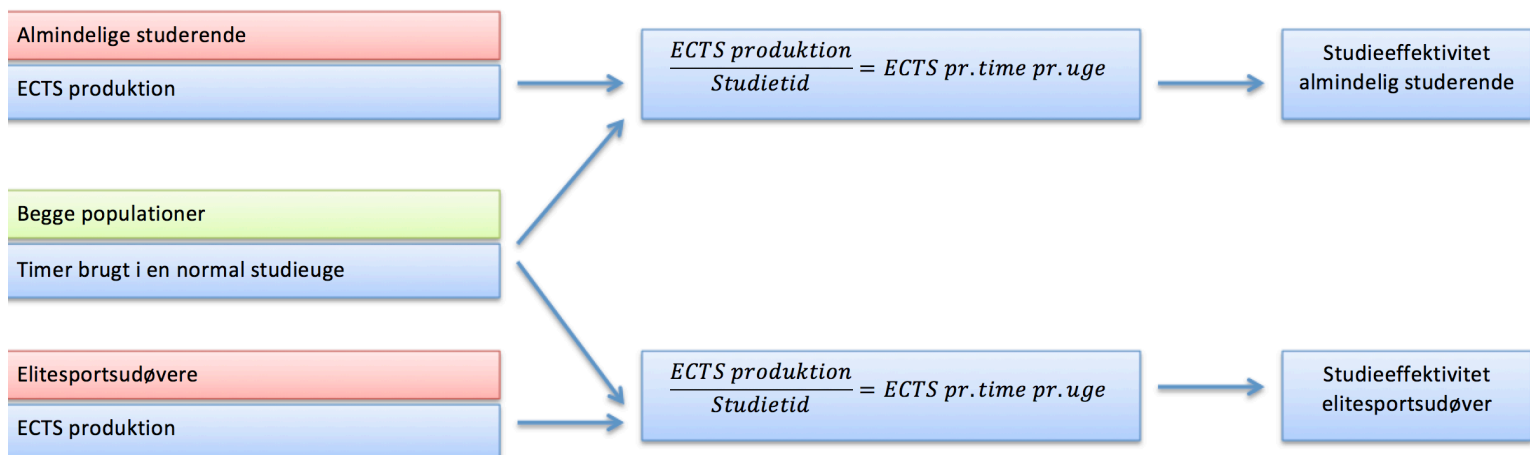 Almindelige studerende
ECTS produktion
ECTS produktion
Studietid
= ECTS pr.time pr.uge
Studieeffektivitet
almindelig studerende
Begge populationer
Timer brugt i en normal studieuge
Elitesportsudøvere
ECTS produktion
ECTS produktion
Studietid
= ECTS pr.time pr.uge
Studieeffektivitet
elitesportsudøver